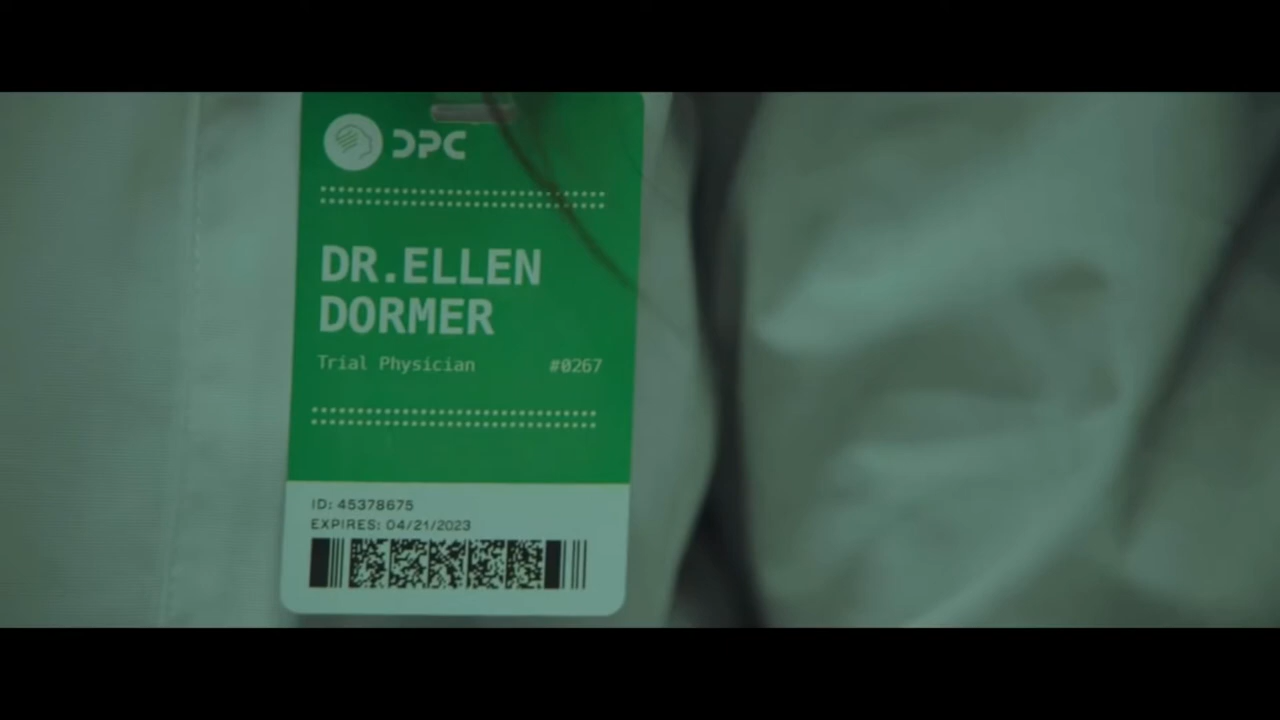 DPC
DR.ELLEN
DORMER
Trial Physician #0267
ID: 45378675
EXPIRES: 04/21/2023